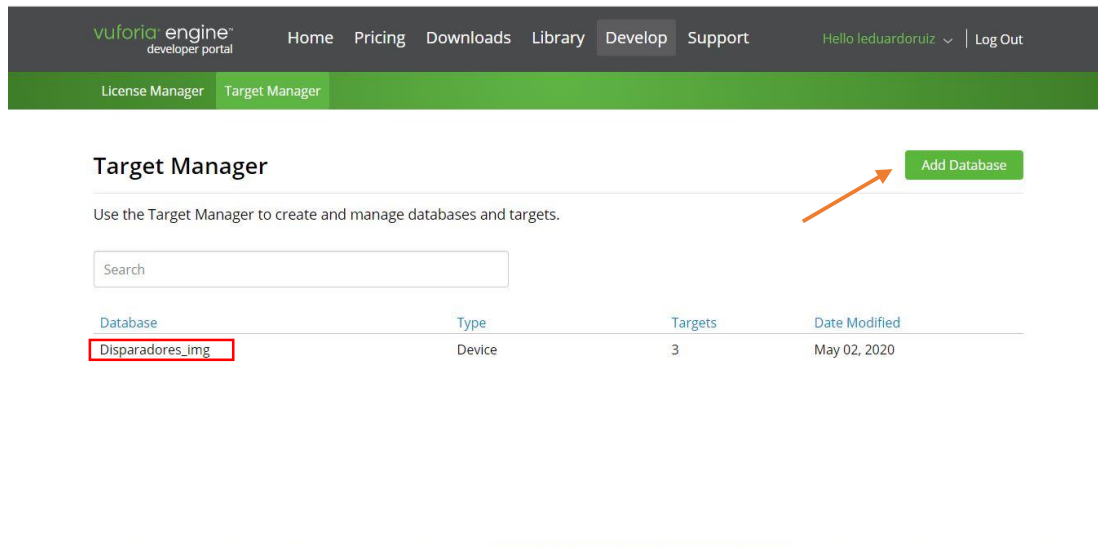 vuforia engine™
developer portal
Home Pricing Downloads Library Develop Support
Hello leduardoruiz | Log Out
License Manager Target Manager
Target Manager
Add Database
Use the Target Manager to create and manage databases and targets.
Search
Database Type Targets Date Modified
Disparadores_img Device 3 May 02, 2020